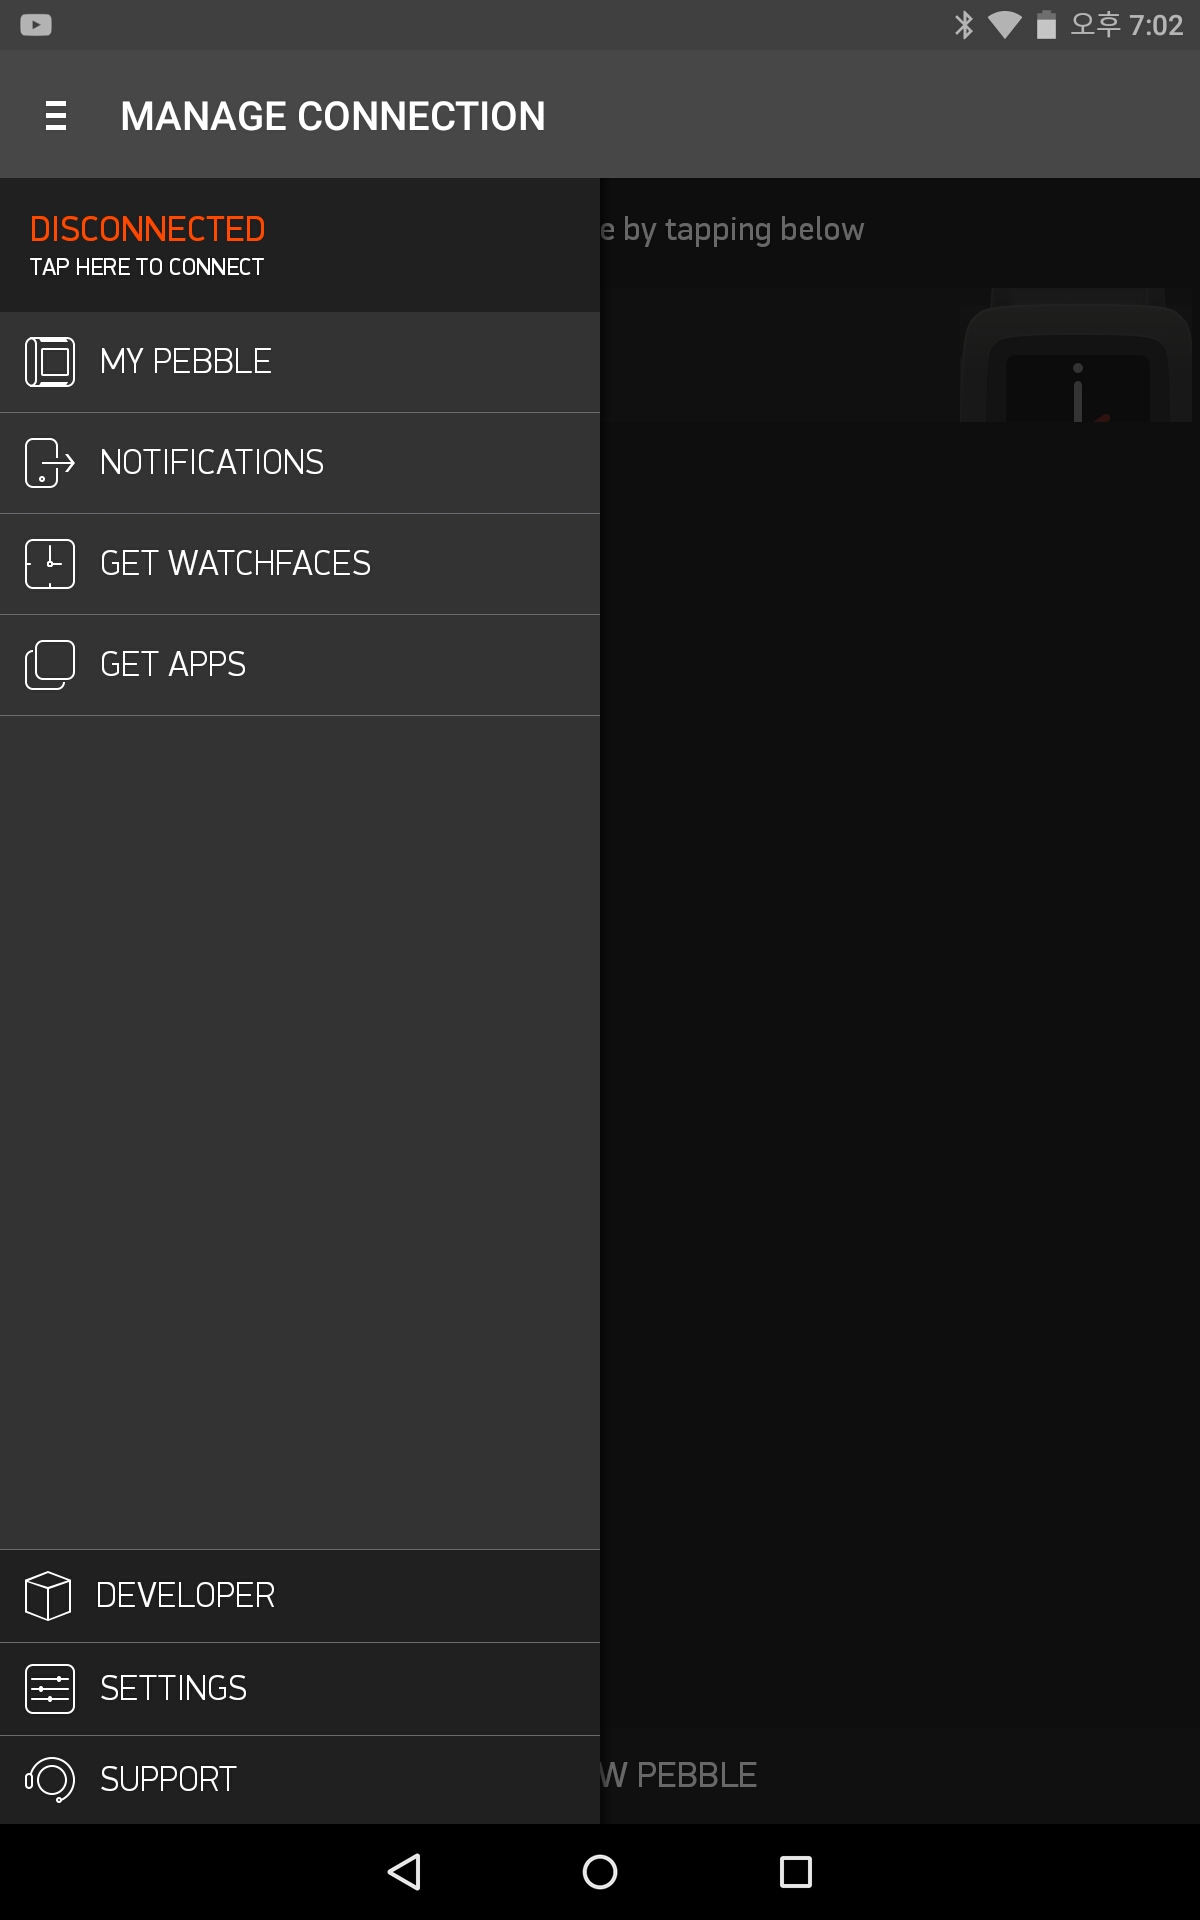 오후 7:02
MANAGE CONNECTION
DISCONNECTED
TAP HERE TO CONNECT
e by tapping below
MY PEBBLE
NOTIFICATIONS
GET WATCHFACES
GET APPS
DEVELOPER
SETTINGS
SUPPORT
W PEBBLE